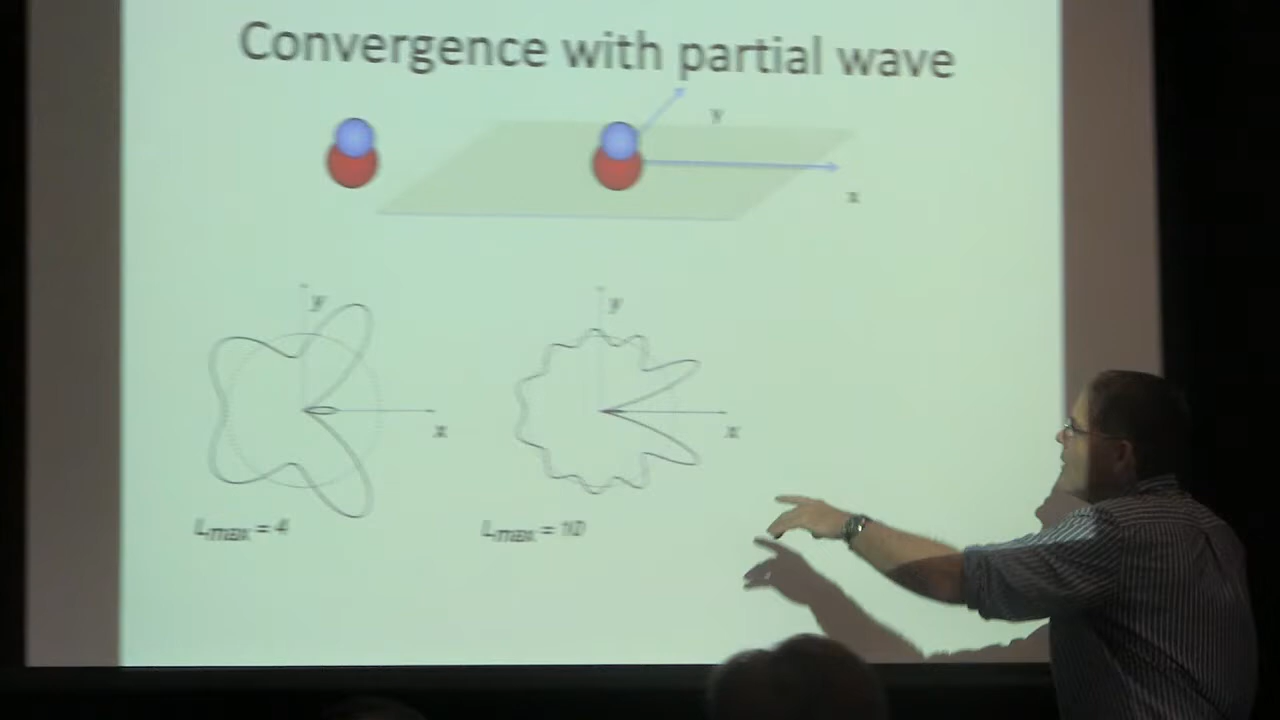 Convergence with partial wave
y
x
y
x
y
x
Lmax = 4
Lmax = 10